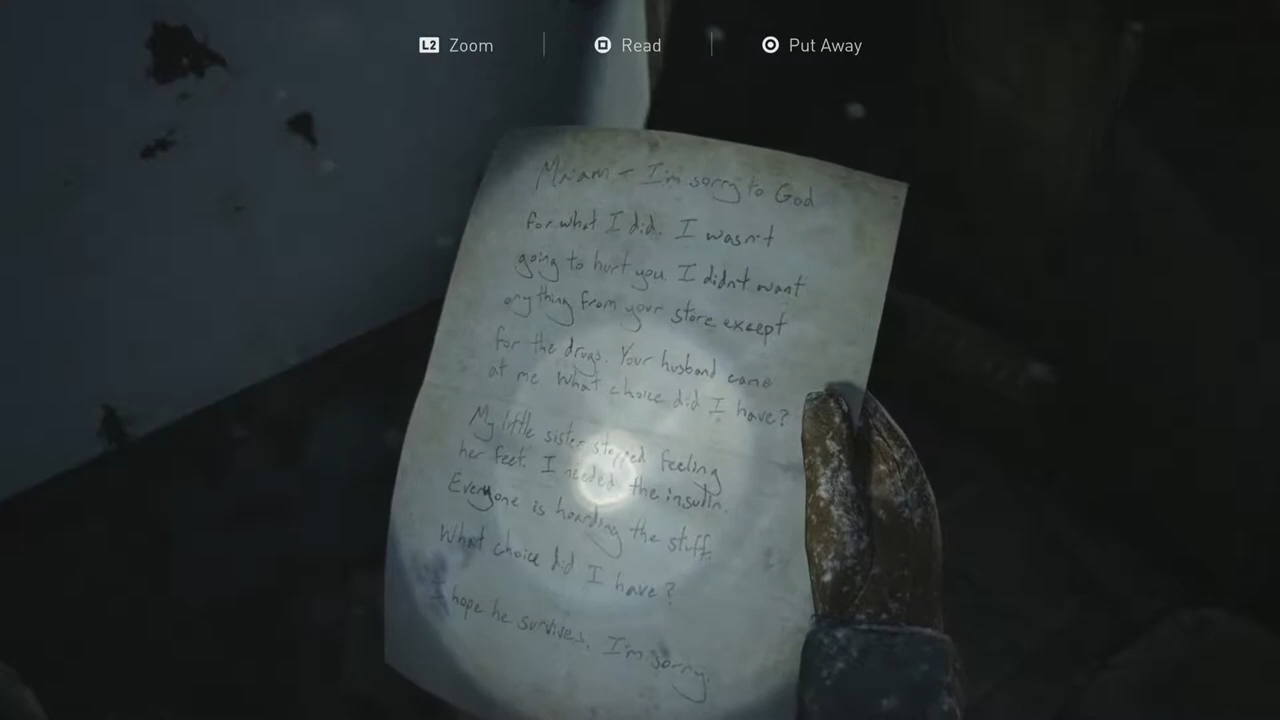 L2 Zoom
Read
Put Away
Ma'am - I'm sorry to God
for what I did. I wasn't
going to hurt you. I didn't want
anything from your store except
for the drugs. Your husband came
at me. What choice did I have?
My little sister stopped feeling
her feet. I needed the insulin.
Everyone is hoarding the stuff.
What choice did I have?
I hope he survives. I'm sorry.